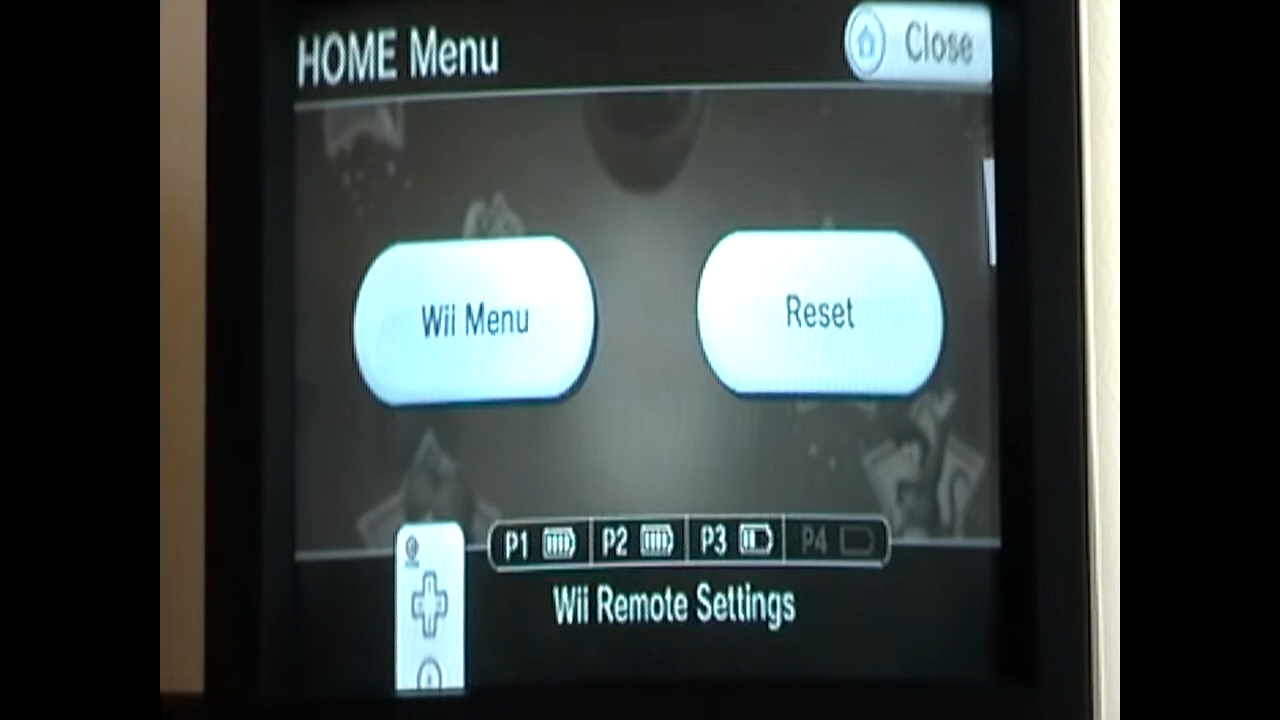 HOME Menu
Close
Wii Menu
Reset
P1 P2 P3 P4
Wii Remote Settings